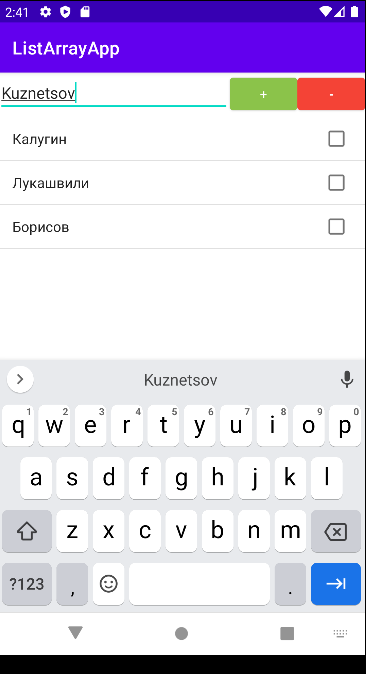 2:41
ListArrayApp
Kuznetsov
+ -
Калугин
Лукашвили
Борисов
Kuznetsov
1 2 3 4 5 6 7 8 9 0
q w e r t y u i o p
a s d f g h j k l
z x c v b n m
?123 , .